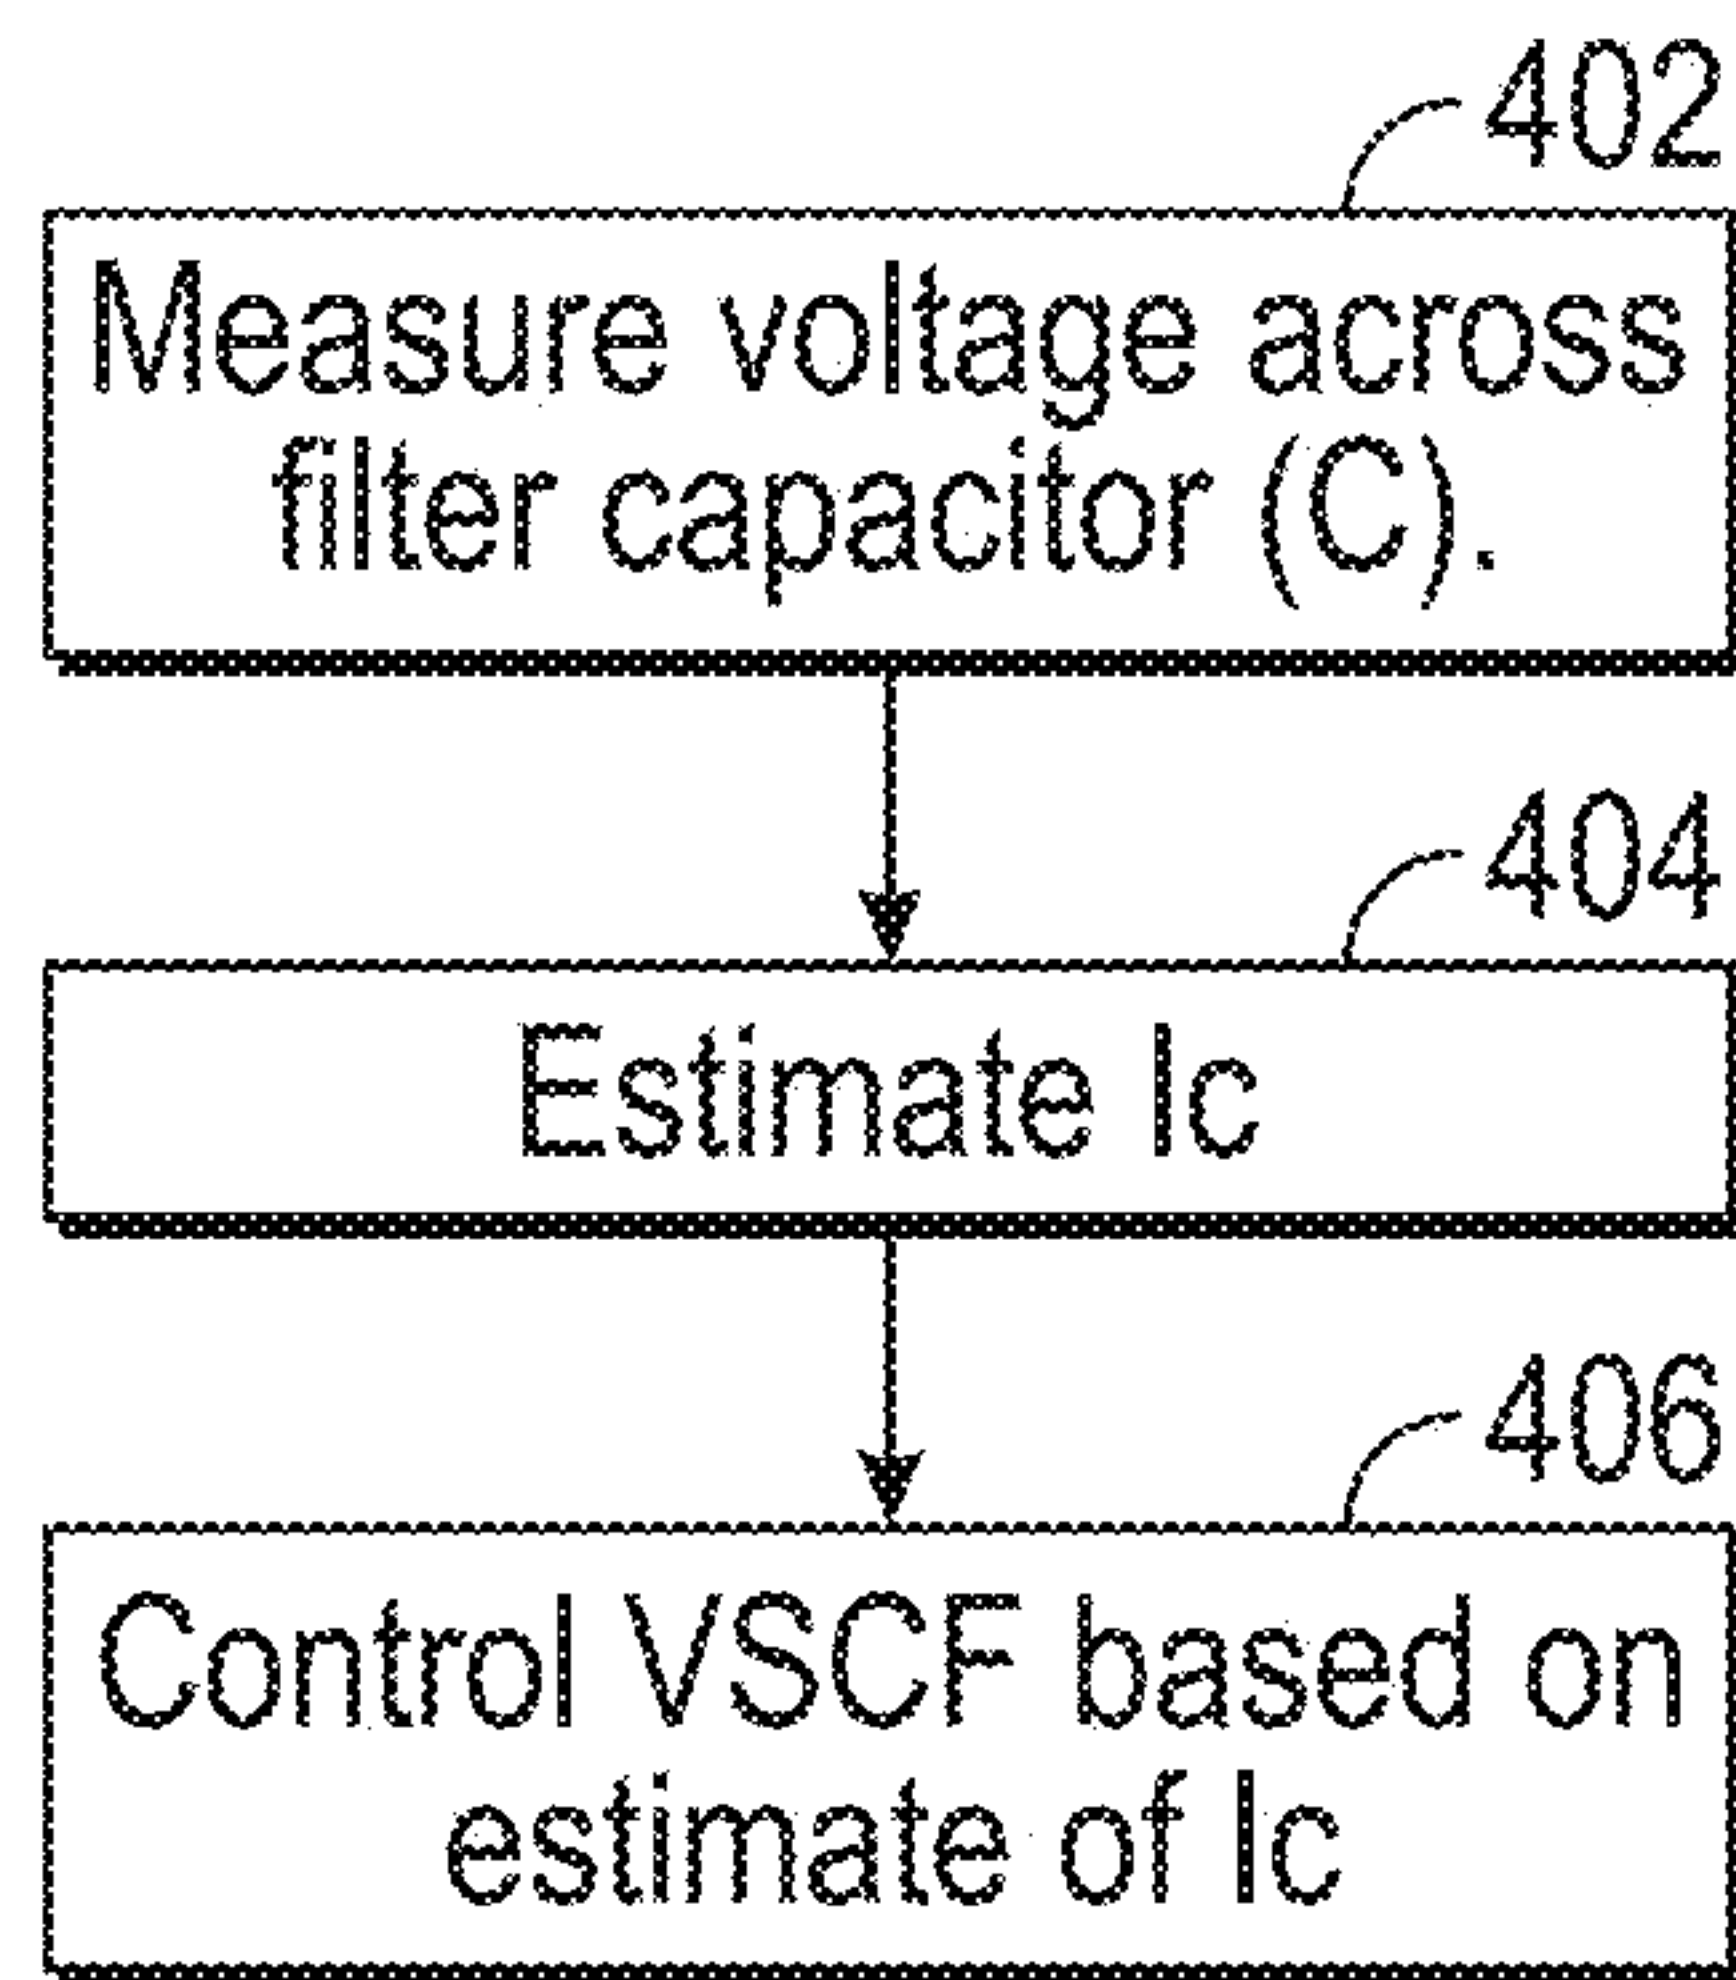 402
Measure voltage across
filter capacitor (C).
404
Estimate Ic
406
Control VSCF based on
estimate of Ic